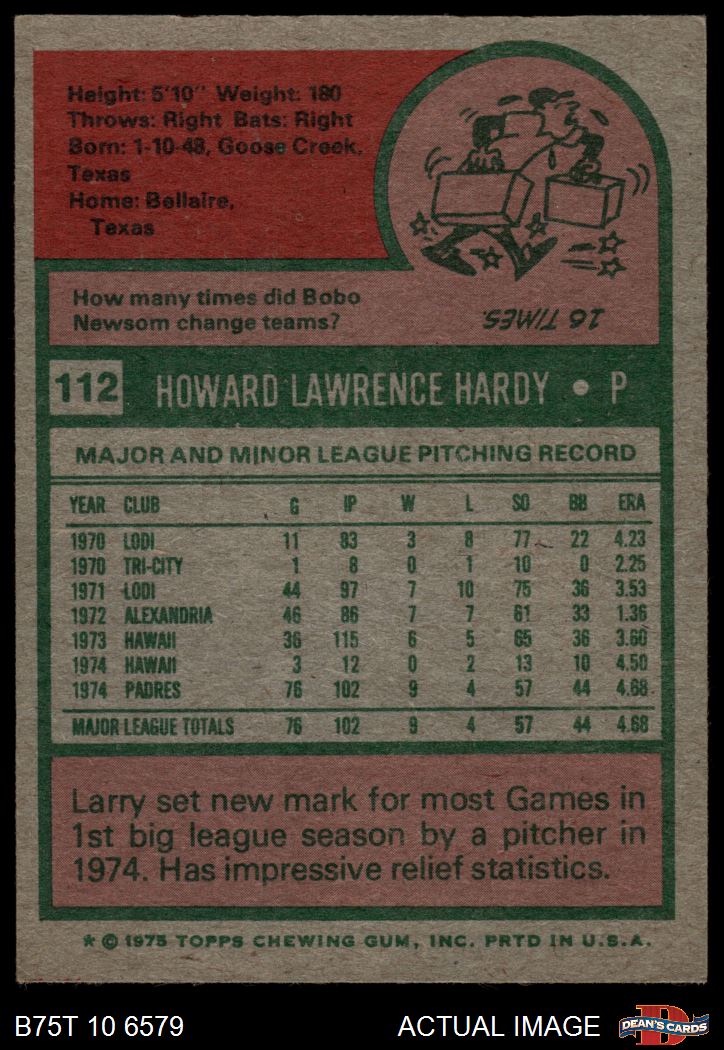 Height: 5'10" Weight: 180
Throws: Right Bats: Right
Born: 1-10-48, Goose Creek,
Texas
Home: Bellaire,
Texas
How many times did Bobo
Newsom change teams?
16 TIMES.
112 HOWARD LAWRENCE HARDY • P
MAJOR AND MINOR LEAGUE PITCHING RECORD
YEAR CLUB G IP W L SO BB ERA
1970 LODI 11 83 3 8 77 22 4.23
1970 TRI-CITY 1 8 0 1 10 0 2.25
1971 LODI 44 97 7 10 75 36 3.53
1972 ALEXANDRIA 46 86 7 7 61 33 1.36
1973 HAWAII 36 115 6 5 65 36 3.60
1974 HAWAII 3 12 0 2 13 10 4.50
1974 PADRES 76 102 9 4 57 44 4.68
MAJOR LEAGUE TOTALS 76 102 9 4 57 44 4.68
Larry set new mark for most Games in
1st big league season by a pitcher in
1974. Has impressive relief statistics.
* © 1975 TOPPS CHEWING GUM, INC. PRTD IN U.S.A.
B75T 10 6579 ACTUAL IMAGE D DEAN'S CARDS